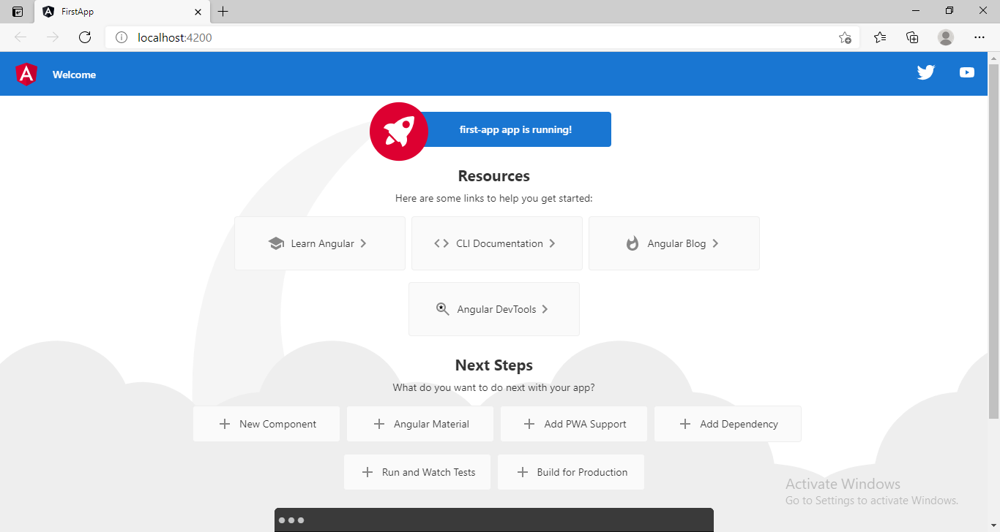 FirstApp
localhost:4200
Welcome
first-app app is running!
Resources
Here are some links to help you get started:
Learn Angular
CLI Documentation
Angular Blog
Angular DevTools
Next Steps
What do you want to do next with your app?
New Component
Angular Material
Add PWA Support
Add Dependency
Run and Watch Tests
Build for Production
Activate Windows
Go to Settings to activate Windows.